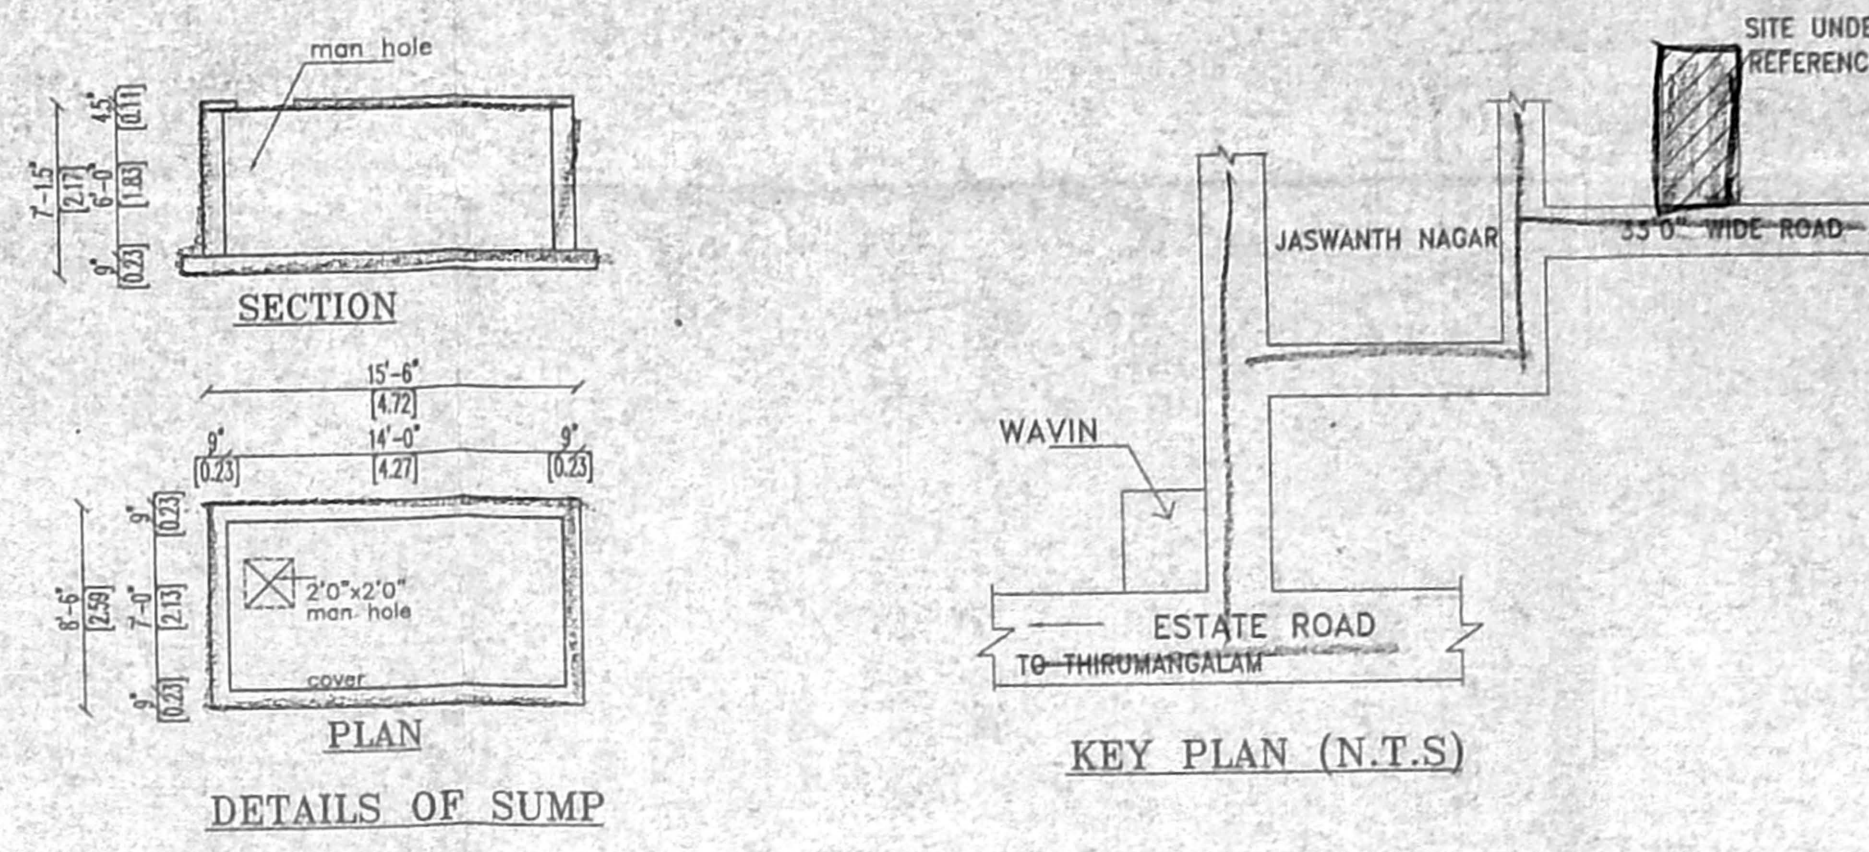 man hole
4.5"
[0.11]
7'-1.5"
[2.17]
6'-0"
[1.83]
9"
[0.23]
SECTION
15'-6"
[4.72]
9"
14'-0"
9"
[0.23]
[4.27]
[0.23]
9"
[0.23]
8'-6"
[2.59]
7'-0"
[2.13]
2'0"x2'0"
man hole
9"
[0.23]
cover
PLAN
DETAILS OF SUMP
SITE UNDE
REFERENC
JASWANTH NAGAR
33'0" WIDE ROAD
WAVIN
ESTATE ROAD
TO THIRUMANGALAM
KEY PLAN (N.T.S)